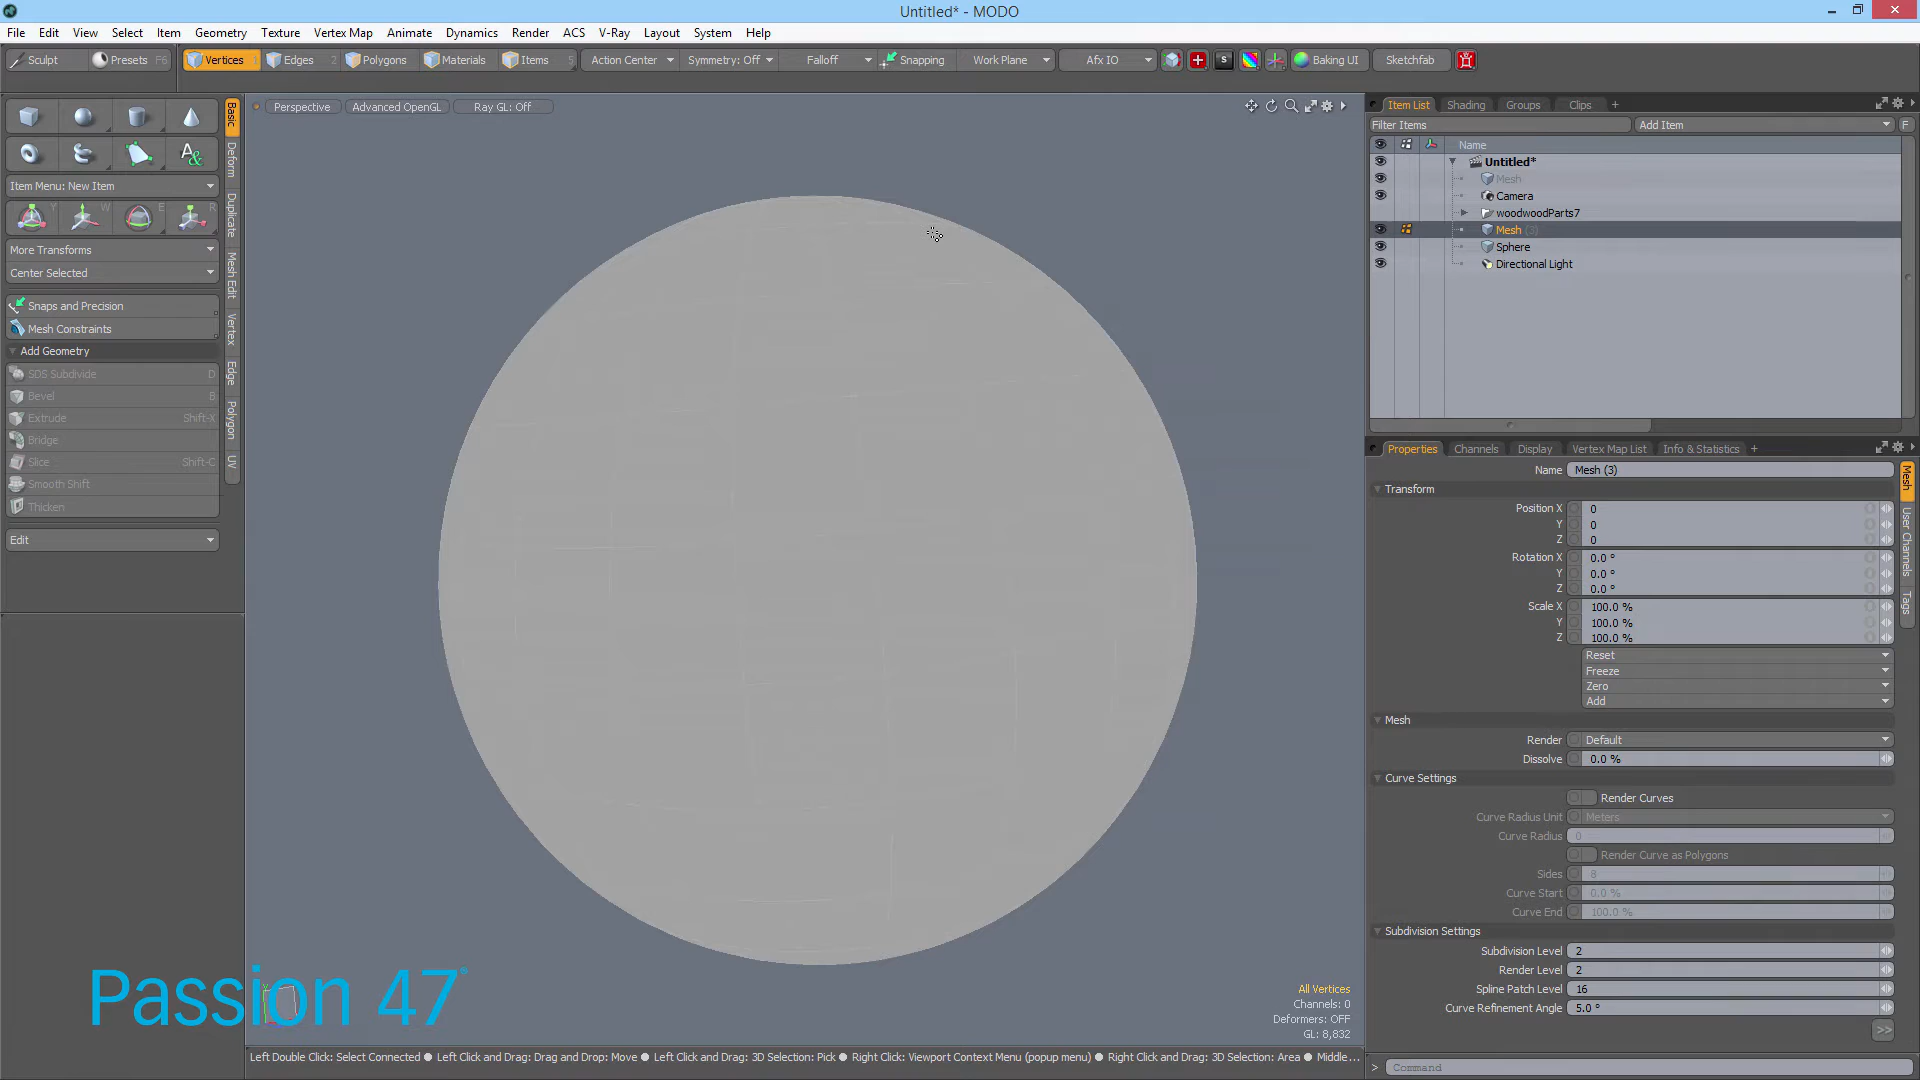 Untitled* - MODO
File Edit View Select Item Geometry Texture Vertex Map Animate Dynamics Render ACS V-Ray Layout System Help
Sculpt Presets F6 Vertices 1 Edges 2 Polygons Materials Items 5 Action Center Symmetry: Off Falloff Snapping Work Plane Afx IO S Baking UI Sketchfab
Perspective Advanced OpenGL Ray GL: Off
Item List Shading Groups Clips +
Filter Items Add Item F
Name
Untitled*
Mesh
Camera
woodwoodParts7
Mesh (3)
Sphere
Directional Light
Basic
Deform
Duplicate
Mesh Edit
Vertex
Edge
Polygon
UV
Item Menu: New Item
Y W E R
More Transforms
Center Selected
Snaps and Precision
Mesh Constraints
Add Geometry
SDS Subdivide D
Bevel B
Extrude Shift-X
Bridge
Slice Shift-C
Smooth Shift
Thicken
Edit
Properties Channels Display Vertex Map List Info & Statistics +
Name Mesh (3)
Transform
Position X 0
Y 0
Z 0
Rotation X 0.0 °
Y 0.0 °
Z 0.0 °
Scale X 100.0 %
Y 100.0 %
Z 100.0 %
Reset
Freeze
Zero
Add
Mesh
Render Default
Dissolve 0.0 %
Curve Settings
Render Curves
Curve Radius Unit Meters
Curve Radius 0
Render Curve as Polygons
Sides 8
Curve Start 0.0 %
Curve End 100.0 %
Subdivision Settings
Subdivision Level 2
Render Level 2
Spline Patch Level 16
Curve Refinement Angle 5.0 °
>>
Mesh
User Channels
Tags
Passion 47
All Vertices
Channels: 0
Deformers: OFF
GL: 8,832
Left Double Click: Select Connected ● Left Click and Drag: Drag and Drop: Move ● Left Click and Drag: 3D Selection: Pick ● Right Click: Viewport Context Menu (popup menu) ● Right Click and Drag: 3D Selection: Area ● Middle...
> Command